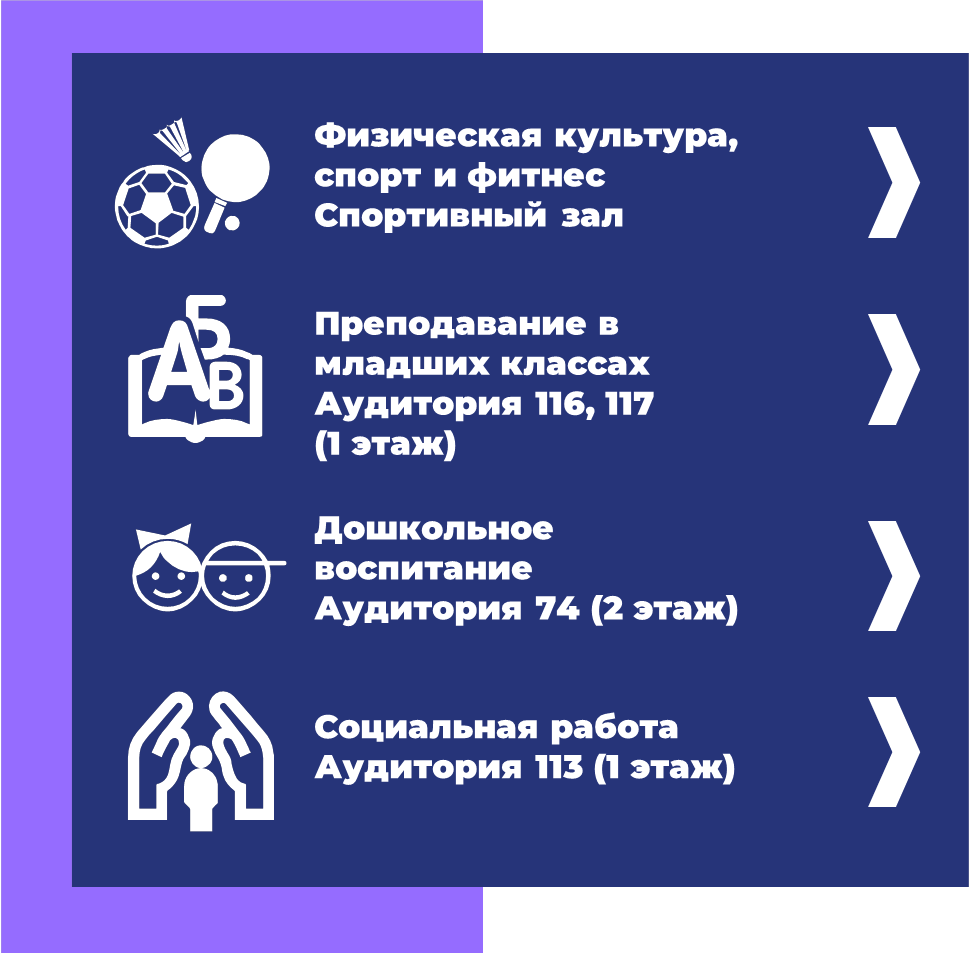 Физическая культура,
спорт и фитнес
Спортивный зал
АБВ
Преподавание в
младших классах
Аудитория 116, 117
(1 этаж)
Дошкольное
воспитание
Аудитория 74 (2 этаж)
Социальная работа
Аудитория 113 (1 этаж)